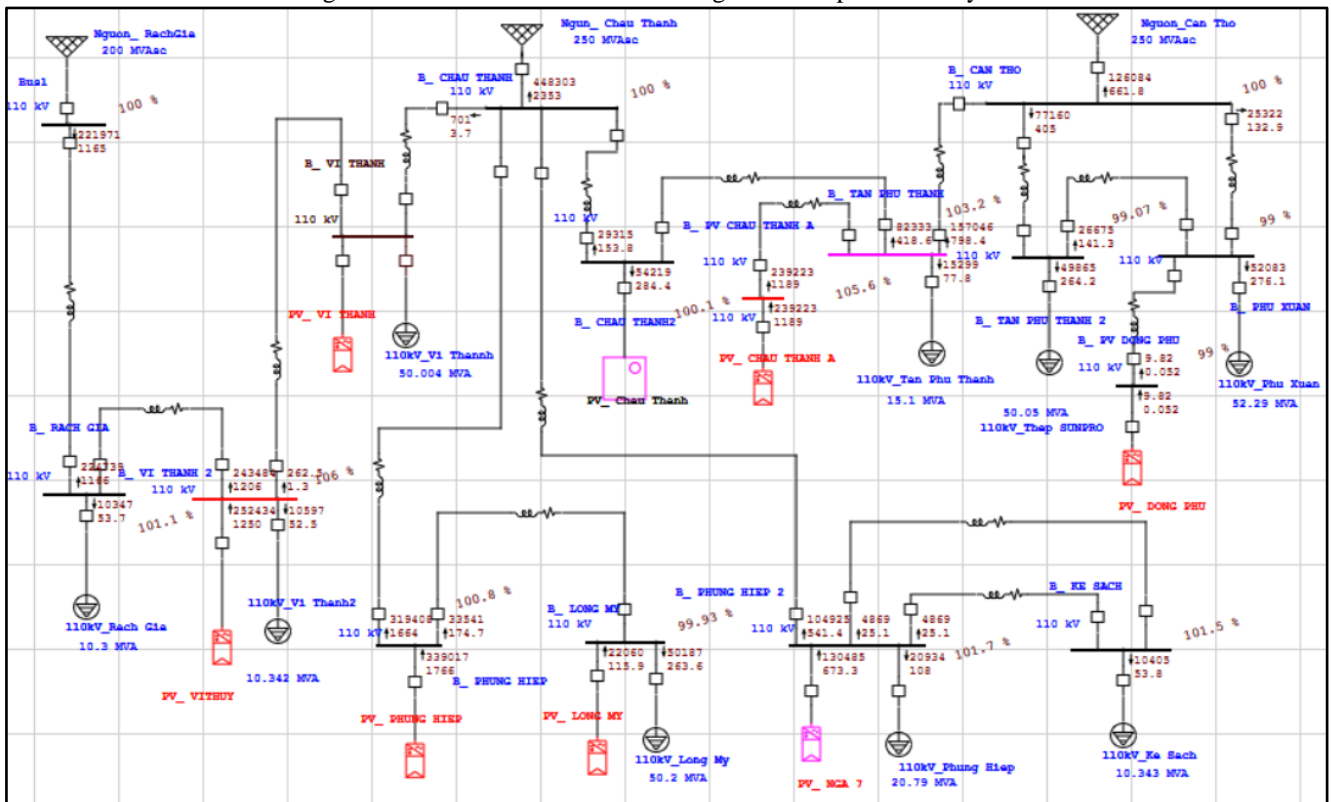 Nguon_ RachGia
200 MVAsc
Bus1
110 kV
100 %
221971
1165
B_ RACH GIA
110 kV
1166
10347
53.7
101.1 %
110kV_Rach Gia
10.3 MVA
B_ VI THANH 2
110 kV
243484
1206
262.5
1.3
106 %
252434
1250
10597
52.5
110kV_Vi Thanh2
10.342 MVA
PV_ VITHUY
B_ VI THANH
110 kV
PV_ VI THANH
110kV_Vi Thannh
50.004 MVA
Ngun_ Chau Thanh
250 MVAsc
B_ CHAU THANH
110 kV
448303
2353
100 %
701
3.7
110 kV
29315
153.8
54219
284.4
100.1 %
B_ CHAU THANH2
PV_ Chau Thanh
B_ PV CHAU THANH A
110 kV
239223
1189
105.6 %
110 kV
239223
1189
PV_ CHAU THANH A
B_ TAN PHU THANH
103.2 %
82333
418.6
157046
798.4
110 kV
15299
77.8
110kV_Tan Phu Thanh
15.1 MVA
Nguon_Can Tho
250 MVAsc
B_ CAN THO
110 kV
126084
661.8
100 %
77160
405
25322
132.9
99.07 %
26675
141.3
49865
264.2
B_ TAN PHU THANH 2
50.05 MVA
110kV_Thep SUNPRO
99 %
110 kV
52083
276.1
B_ PHU XUAN
110kV_Phu Xuan
52.29 MVA
B_ PV DONG PHU
110 kV
9.82
0.052
99 %
9.82
0.052
PV_ DONG PHU
319408
1664
33541
174.7
100.8 %
110 kV
339017
1766
B_ PHUNG HIEP
PV_ PHUNG HIEP
B_ LONG MY
110 kV
99.93 %
22060
115.9
50187
263.6
PV_ LONG MY
110kV_Long My
50.2 MVA
B_ PHUNG HIEP 2
110 kV
104925
541.4
4869
25.1
4869
25.1
130485
673.3
20934
108
101.7 %
PV_ NGA 7
110kV_Phung Hiep
20.79 MVA
B_ KE SACH
110 kV
101.5 %
10405
53.8
110kV_Ke Sach
10.343 MVA